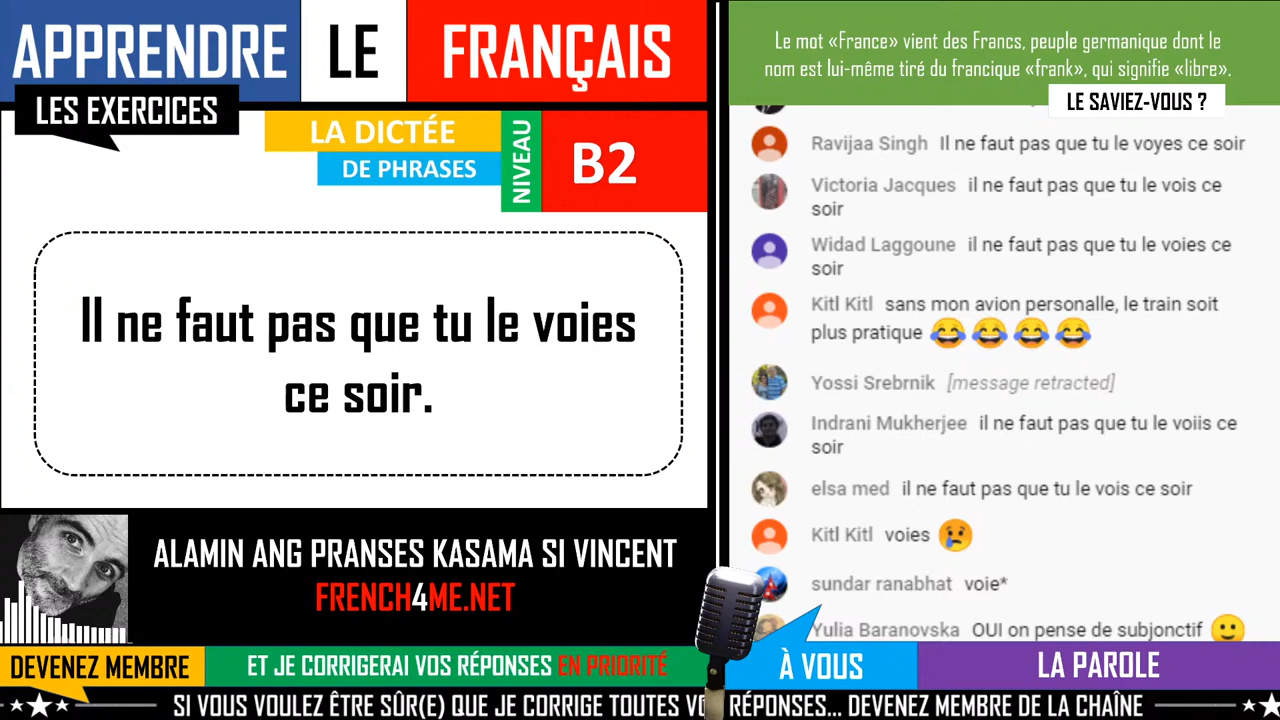 APPRENDRE LE FRANÇAIS
LES EXERCICES
LA DICTÉE
DE PHRASES
NIVEAU
B2
Il ne faut pas que tu le voies
ce soir.
ALAMIN ANG PRANSES KASAMA SI VINCENT
FRENCH4ME.NET
DEVENEZ MEMBRE
ET JE CORRIGERAI VOS RÉPONSES EN PRIORITÉ
Le mot «France» vient des Francs, peuple germanique dont le
nom est lui-même tiré du francique «frank», qui signifie «libre».
LE SAVIEZ-VOUS ?
Ravijaa Singh Il ne faut pas que tu le voyes ce soir
Victoria Jacques il ne faut pas que tu le vois ce
soir
Widad Laggoune il ne faut pas que tu le voies ce
soir
Kitl Kitl sans mon avion personalle, le train soit
plus pratique 😂😂😂😂
Yossi Srebrnik [message retracted]
Indrani Mukherjee il ne faut pas que tu le voiis ce
soir
elsa med il ne faut pas que tu le vois ce soir
Kitl Kitl voies 😢
sundar ranabhat voie*
Yulia Baranovska OUI on pense de subjonctif 🙂
À VOUS
LA PAROLE
SI VOUS VOULEZ ÊTRE SÛR(E) QUE JE CORRIGE TOUTES VO RÉPONSES... DEVENEZ MEMBRE DE LA CHAÎNE